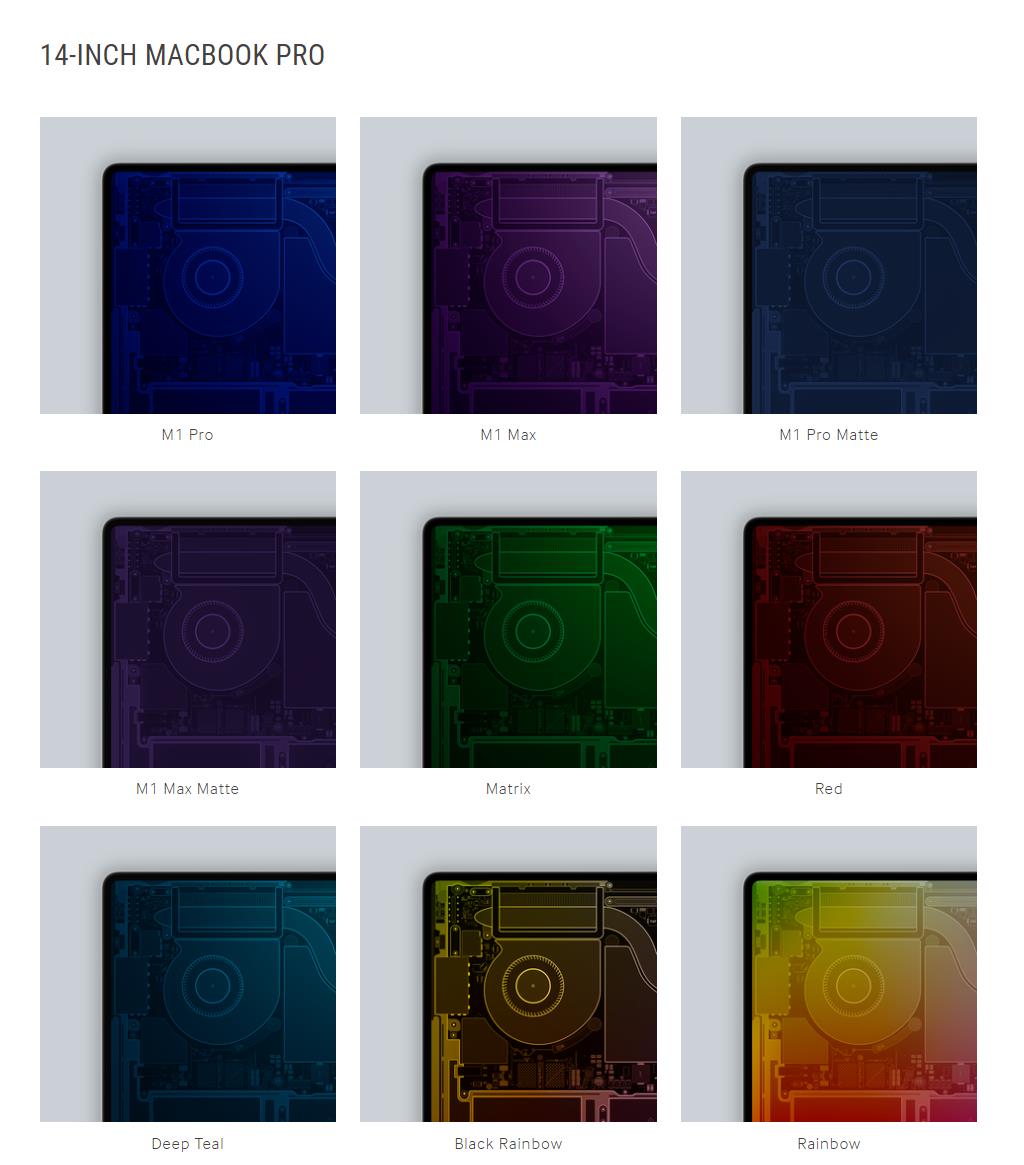 14-INCH MACBOOK PRO
M1 Pro
M1 Max
M1 Pro Matte
M1 Max Matte
Matrix
Red
Deep Teal
Black Rainbow
Rainbow